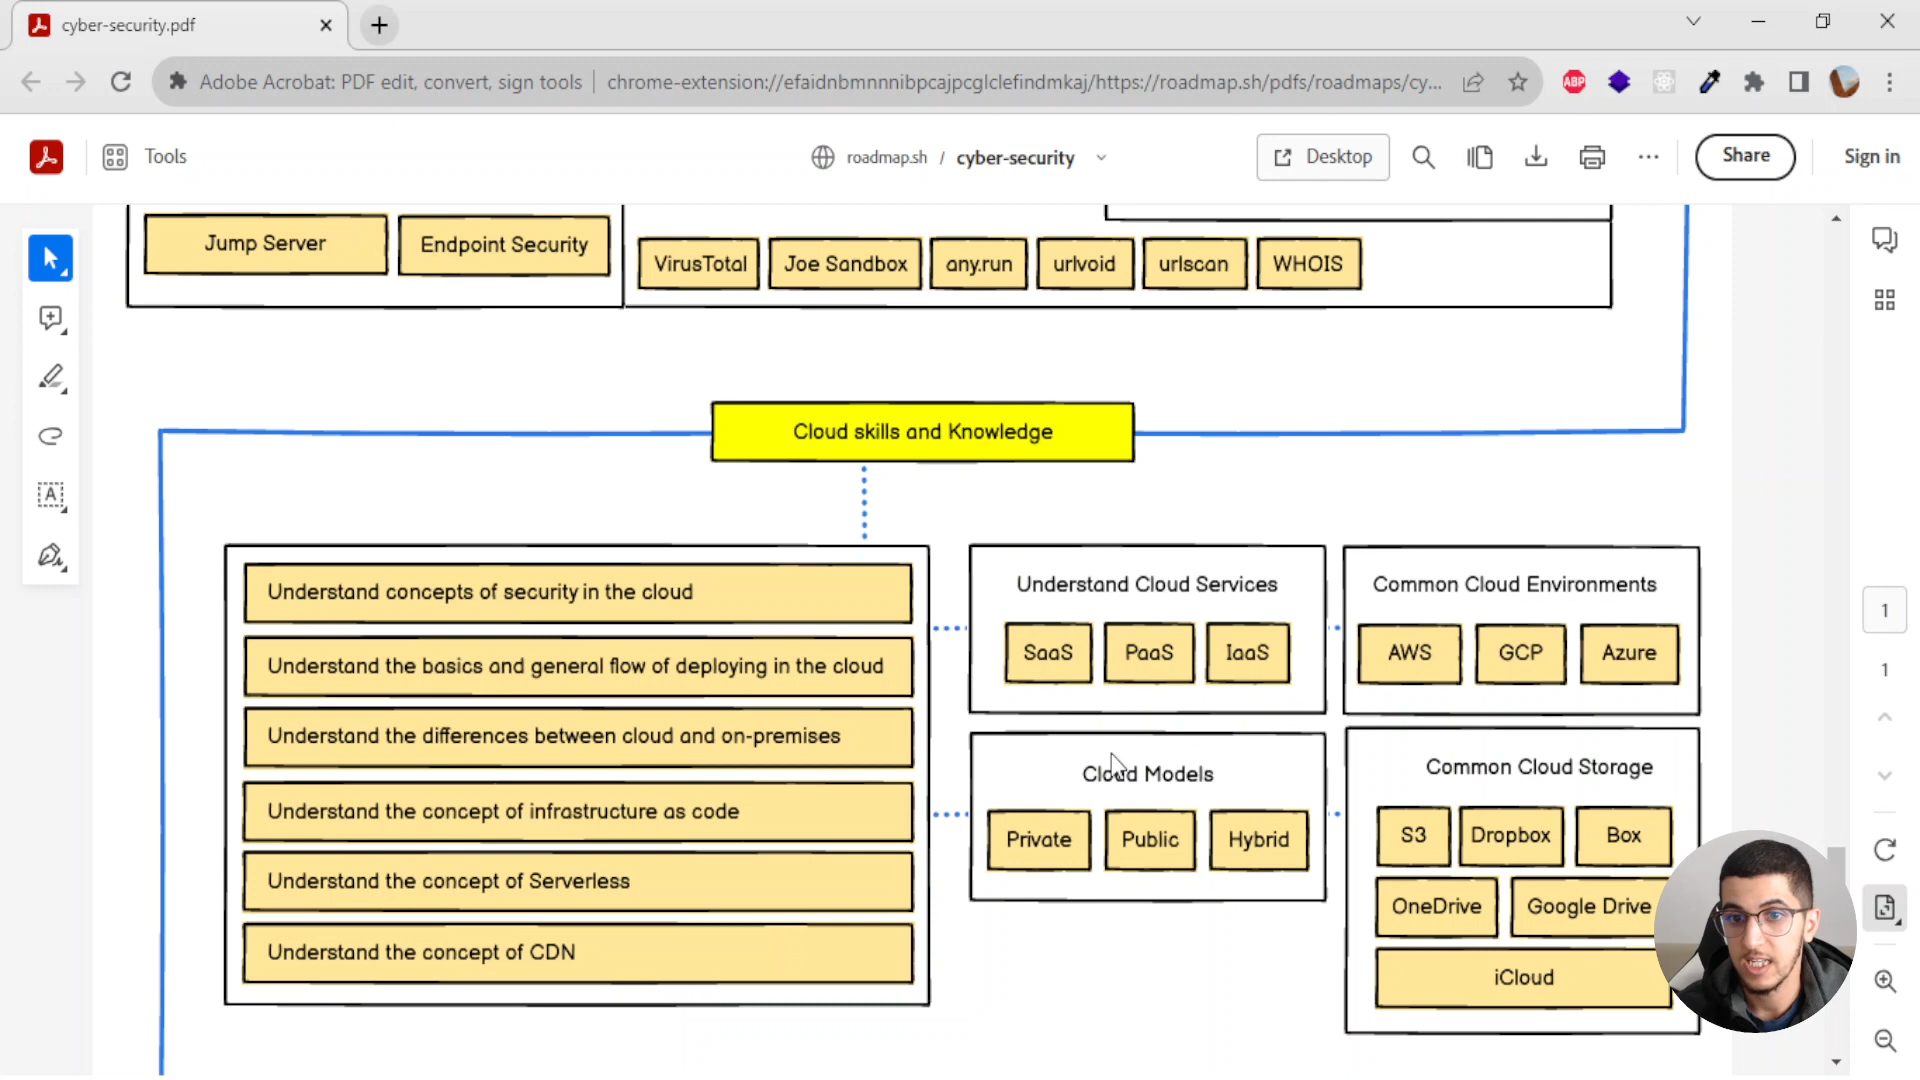 cyber-security.pdf
Adobe Acrobat: PDF edit, convert, sign tools
chrome-extension://efaidnbmnnnibpcajpcglclefindmkaj/https://roadmap.sh/pdfs/roadmaps/cy...
ABP
Tools
roadmap.sh / cyber-security
Desktop
Share
Sign in
Jump Server
Endpoint Security
VirusTotal
Joe Sandbox
any.run
urlvoid
urlscan
WHOIS
Cloud skills and Knowledge
Understand concepts of security in the cloud
Understand the basics and general flow of deploying in the cloud
Understand the differences between cloud and on-premises
Understand the concept of infrastructure as code
Understand the concept of Serverless
Understand the concept of CDN
Understand Cloud Services
SaaS
PaaS
IaaS
Cloud Models
Private
Public
Hybrid
Common Cloud Environments
AWS
GCP
Azure
Common Cloud Storage
S3
Dropbox
Box
OneDrive
Google Drive
iCloud
1
1